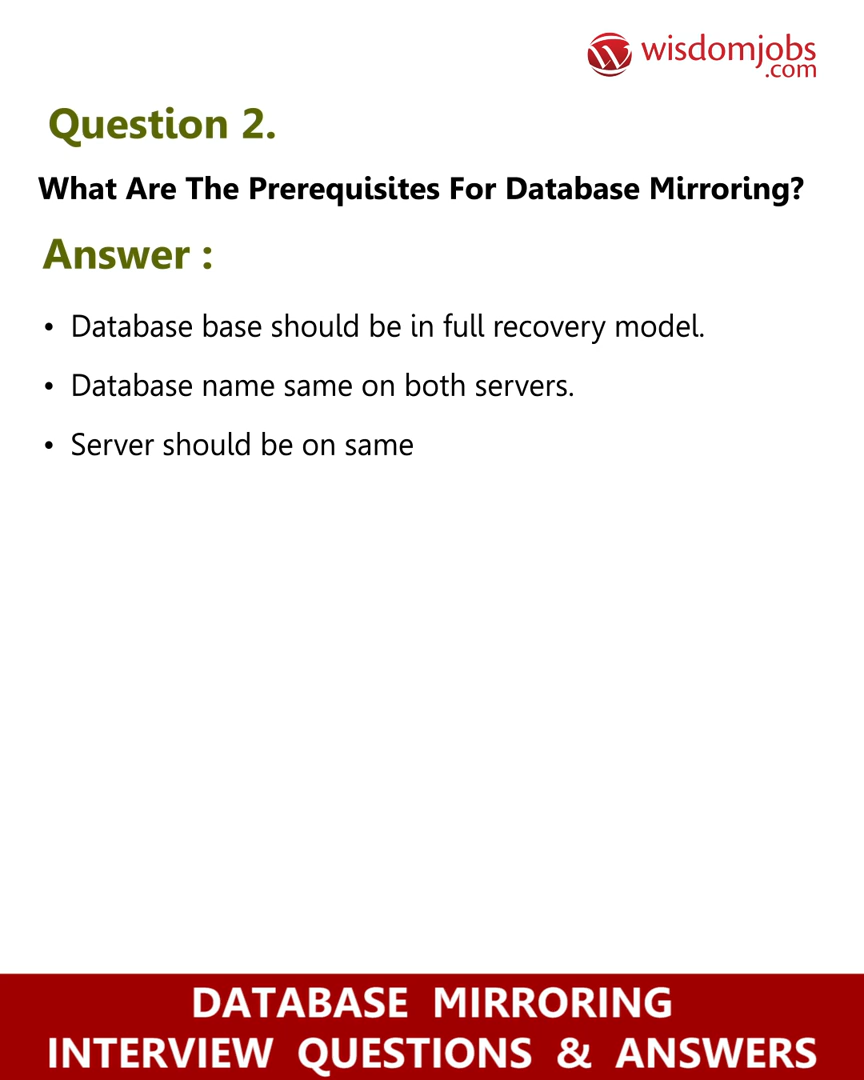 wisdomjobs
.com
Question 2.
What Are The Prerequisites For Database Mirroring?
Answer :
• Database base should be in full recovery model.
• Database name same on both servers.
• Server should be on same
DATABASE MIRRORING
INTERVIEW QUESTIONS & ANSWERS